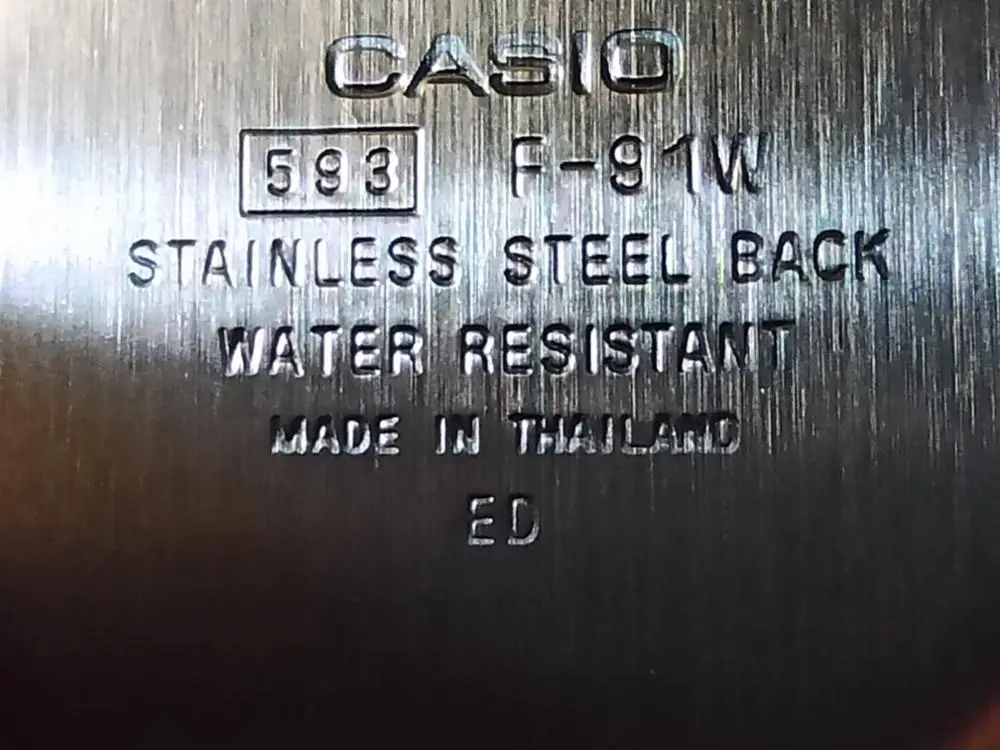 CASIO
593 F-91W
STAINLESS STEEL BACK
WATER RESISTANT
MADE IN THAILAND
ED